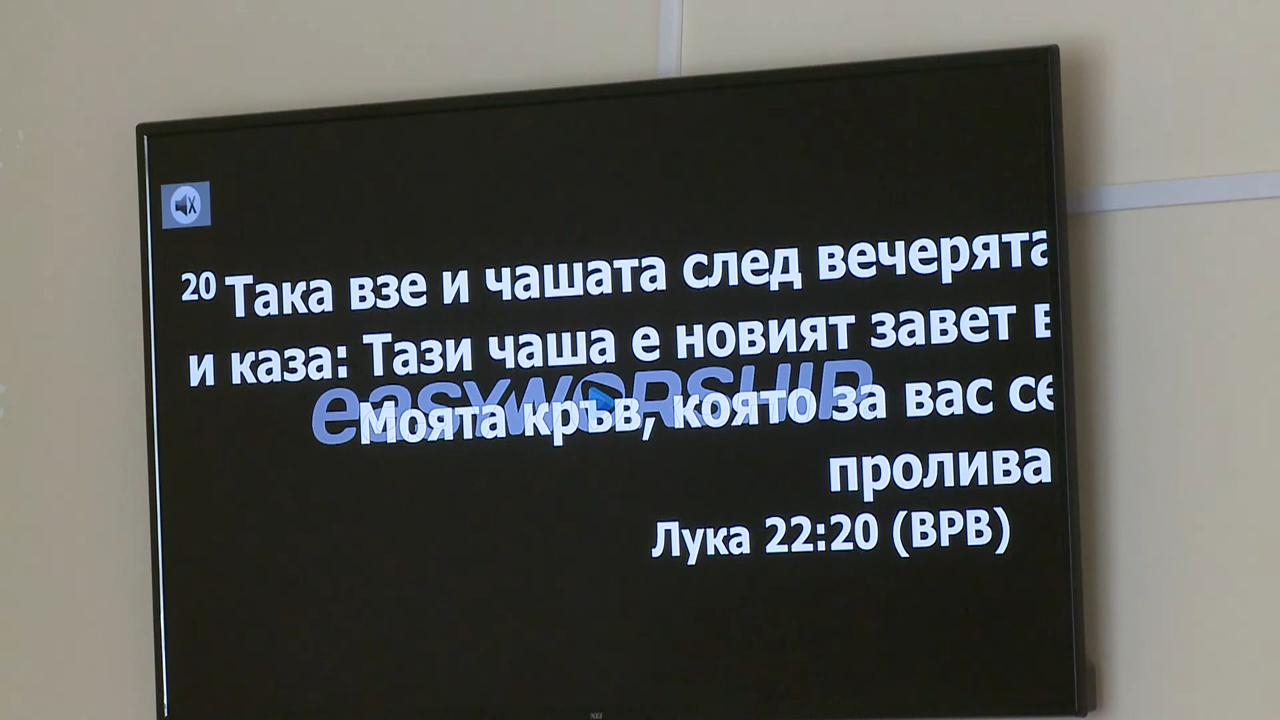 20 Така взе и чашата след вечерята
и каза: Тази чаша е новият завет в
easyworship
Моята кръв, която за вас се
пролива
Лука 22:20 (ВРВ)
NEI